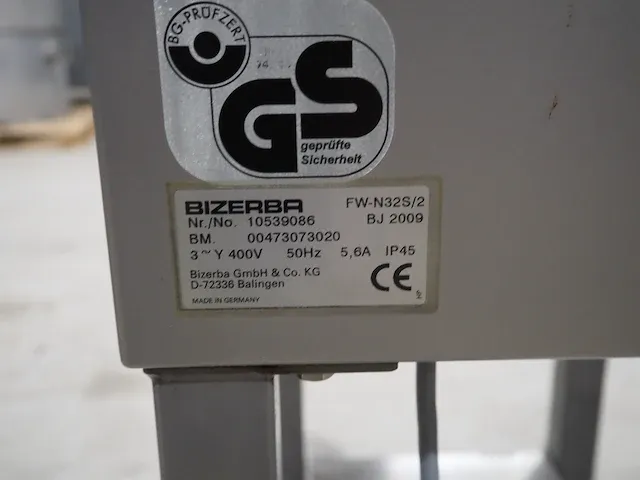 BG-PRÜFZERT
GS
geprüfte
Sicherheit
BIZERBA FW-N32S/2
Nr./No. 10539086 BJ 2009
BM. 00473073020
3~Y 400V 50Hz 5,6A IP45
Bizerba GmbH & Co. KG
D-72336 Balingen
CE
MADE IN GERMANY